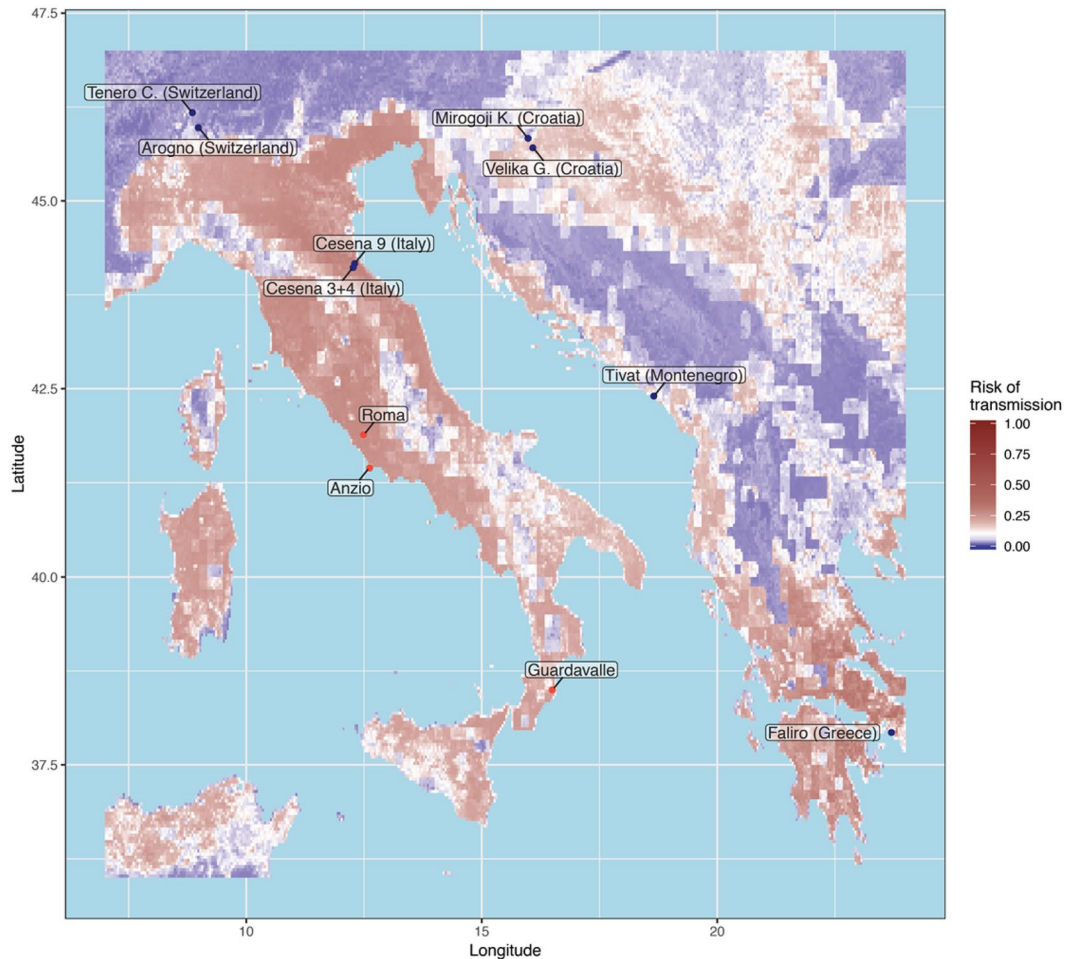 47.5
Tenero C. (Switzerland)
Mirogoji K. (Croatia)
Arogno (Switzerland)
Velika G. (Croatia)
45.0
Cesena 9 (Italy)
Cesena 3+4 (Italy)
42.5
Tivat (Montenegro)
Roma
Anzio
Latitude
40.0
Guardavalle
Faliro (Greece)
37.5
10
15
20
Longitude
Risk of
transmission
1.00
0.75
0.50
0.25
0.00